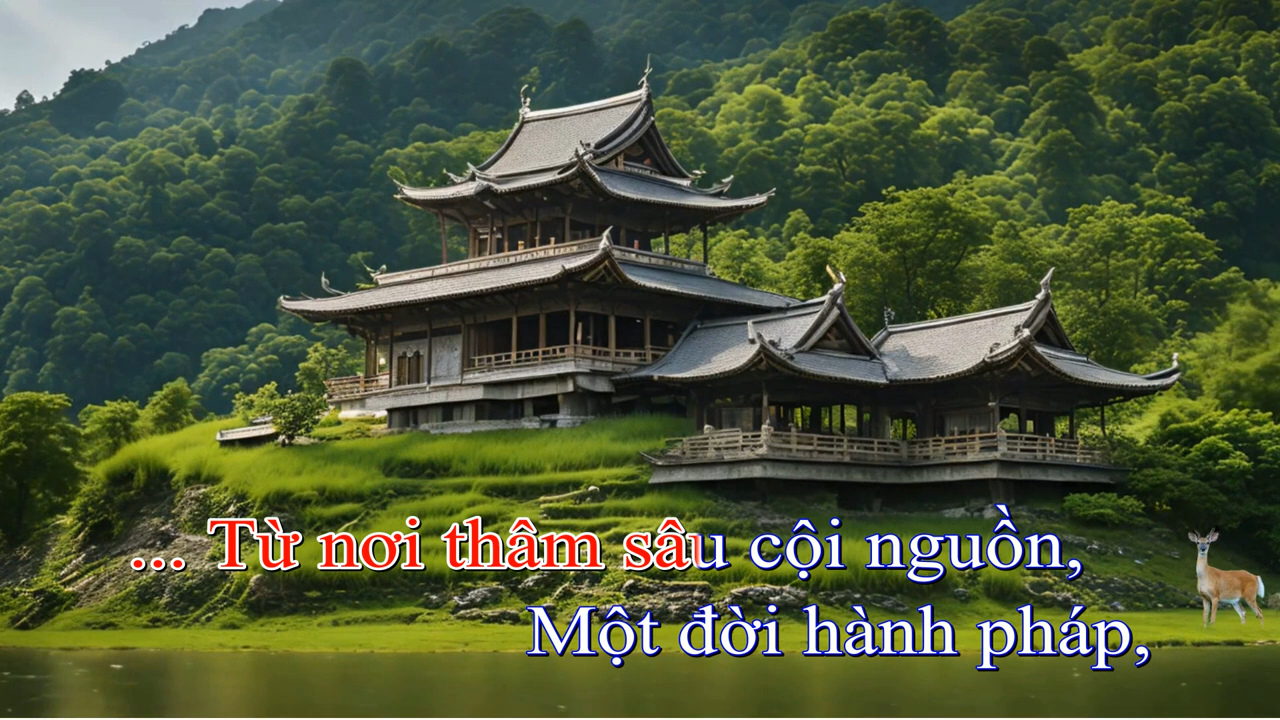 ... Từ nơi thâm sâu cội nguồn,
Một đời hành pháp,